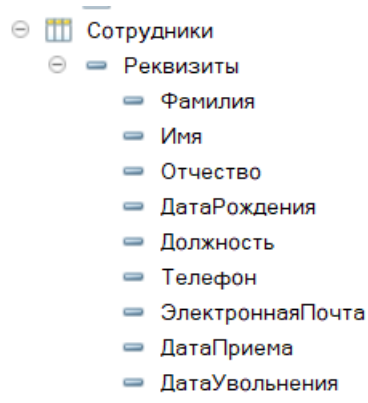 Сотрудники
Реквизиты
Фамилия
Имя
Отчество
ДатаРождения
Должность
Телефон
ЭлектроннаяПочта
ДатаПриема
ДатаУвольнения